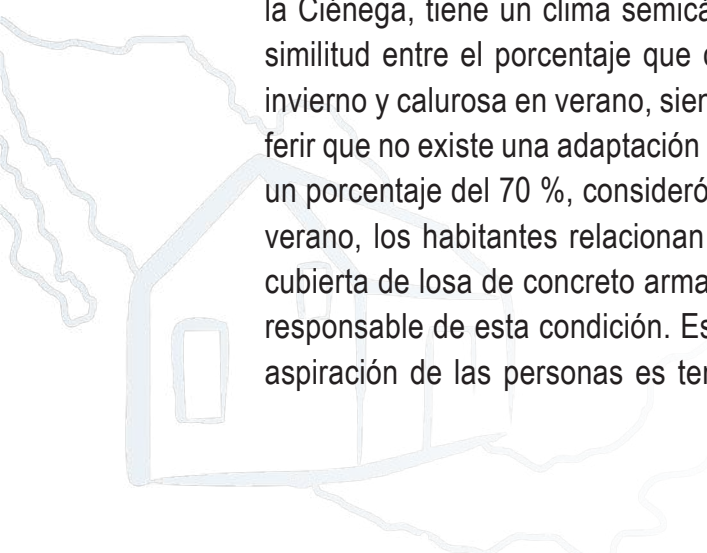 la Ciénega, tiene un clima semicá
similitud entre el porcentaje que c
invierno y calurosa en verano, sien
ferir que no existe una adaptación
un porcentaje del 70 %, consideró
verano, los habitantes relacionan
cubierta de losa de concreto arma
responsable de esta condición. Es
aspiración de las personas es ter